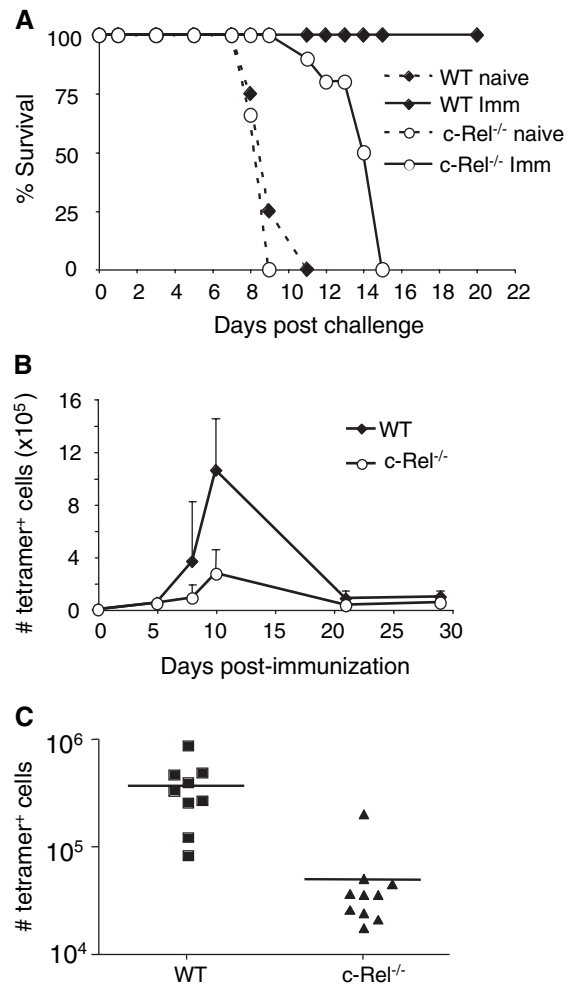 A
% Survival
100
75
50
25
0
WT naive
WT Imm
c-Rel-/- naive
c-Rel-/- Imm
0 2 4 6 8 10 12 14 16 18 20 22
Days post challenge
B
# tetramer+ cells (x10⁵)
16
12
8
4
0
WT
c-Rel-/-
0 5 10 15 20 25 30
Days post-immunization
C
# tetramer+ cells
10⁶
10⁵
10⁴
WT c-Rel-/-